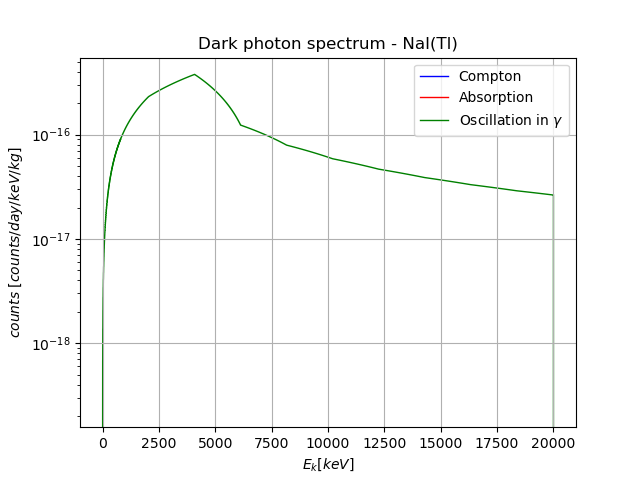 Dark photon spectrum - NaI(Tl)
Compton
Absorption
Oscillation in γ
10⁻¹⁶
10⁻¹⁷
10⁻¹⁸
counts [counts/day/keV/kg]
0 2500 5000 7500 10000 12500 15000 17500 20000
E_k[keV]